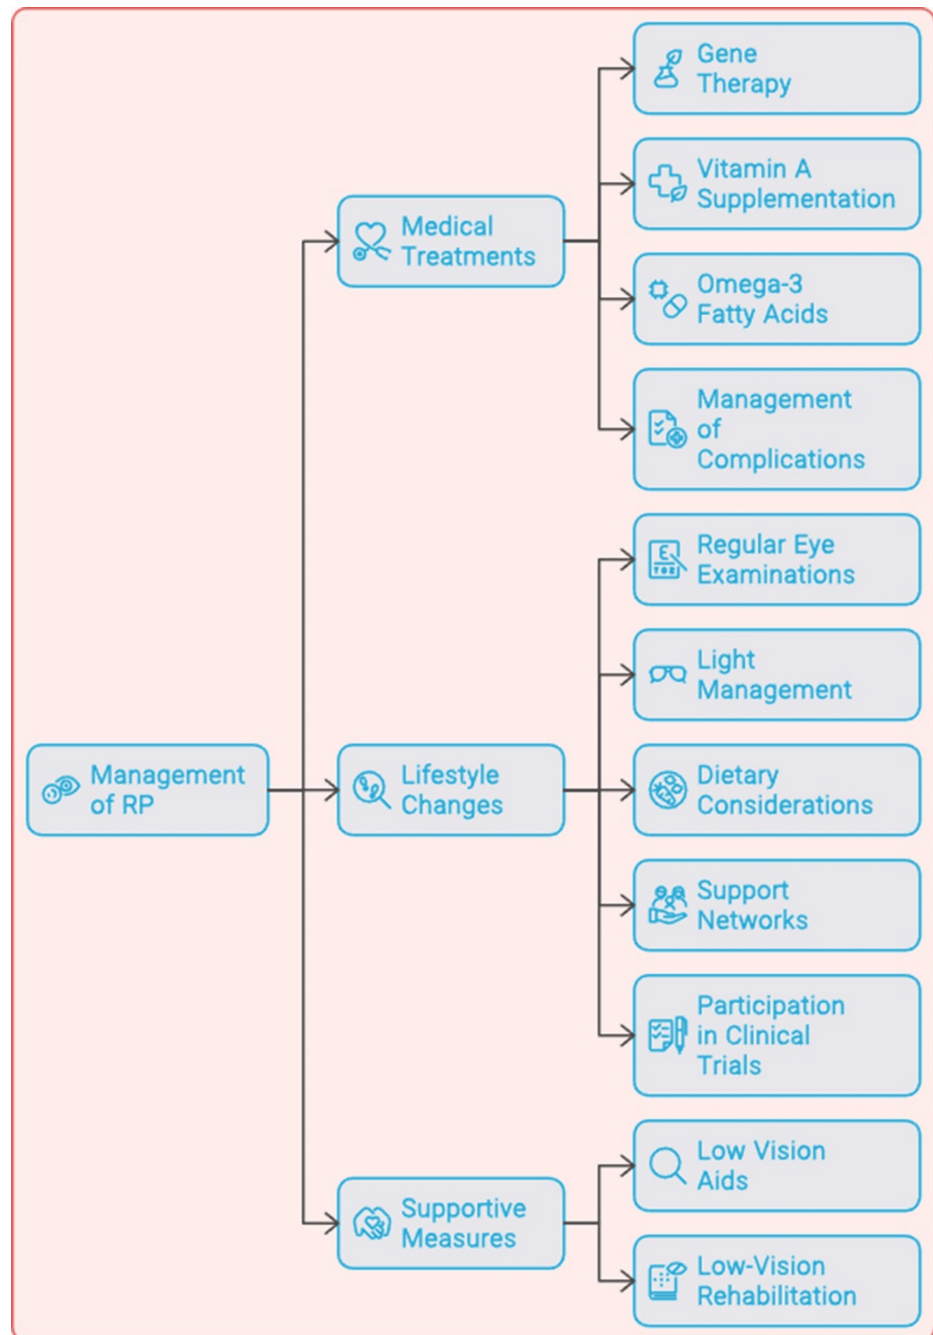 Gene
Therapy
Vitamin A
Supplementation
Medical
Treatments
Omega-3
Fatty Acids
Management
of
Complications
Regular Eye
Examinations
Light
Management
Management
of RP
Lifestyle
Changes
Dietary
Considerations
Support
Networks
Participation
in Clinical
Trials
Low Vision
Aids
Supportive
Measures
Low-Vision
Rehabilitation